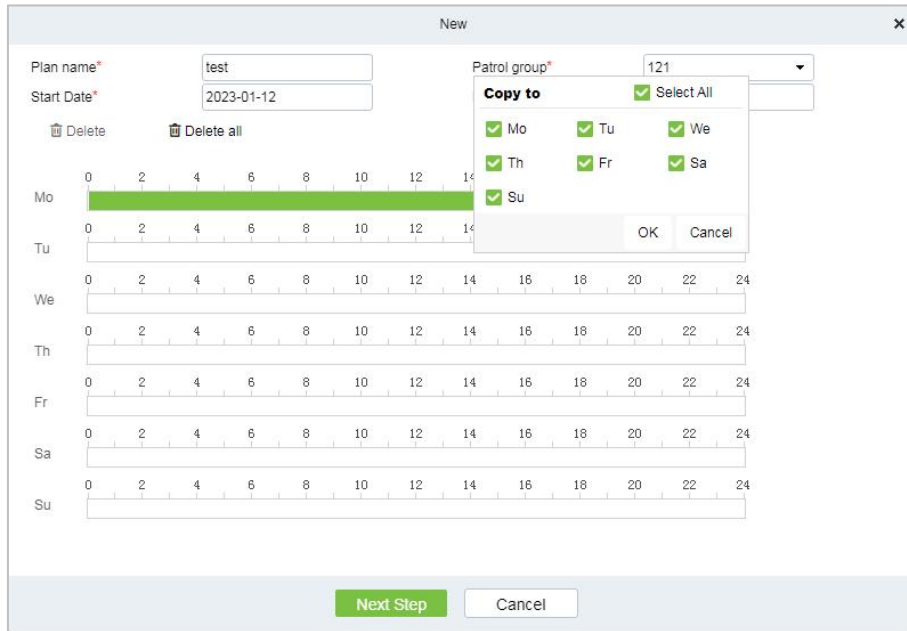 New
Plan name* test Patrol group* 121
Start Date* 2023-01-12
Copy to Select All
Delete Delete all
Mo Tu We
Th Fr Sa
Su
OK Cancel
0 2 4 6 8 10 12 14
Mo
0 2 4 6 8 10 12 14
Tu
0 2 4 6 8 10 12 14 16 18 20 22 24
We
0 2 4 6 8 10 12 14 16 18 20 22 24
Th
0 2 4 6 8 10 12 14 16 18 20 22 24
Fr
0 2 4 6 8 10 12 14 16 18 20 22 24
Sa
0 2 4 6 8 10 12 14 16 18 20 22 24
Su
Next Step Cancel